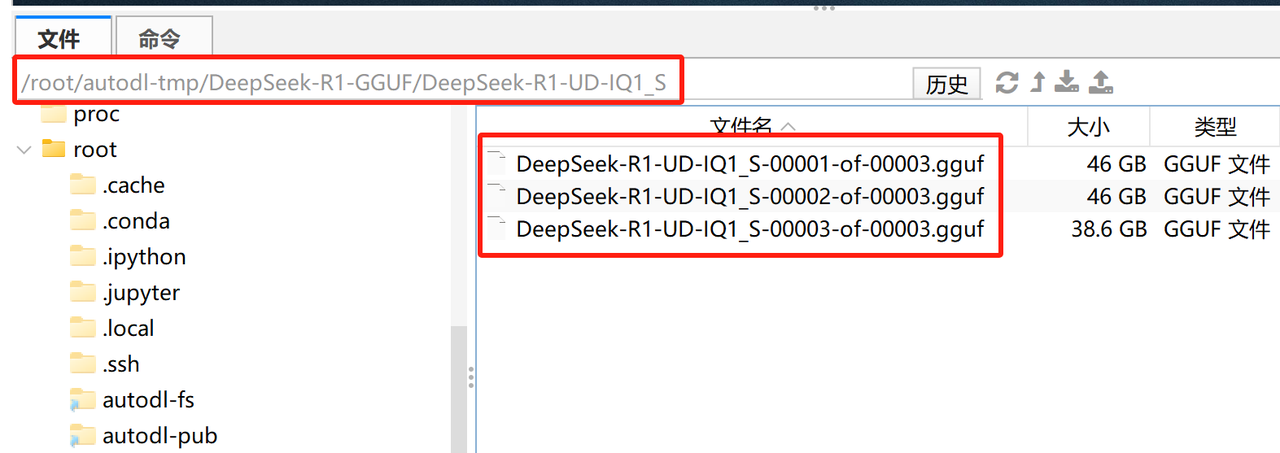 文件 命令
/root/autodl-tmp/DeepSeek-R1-GGUF/DeepSeek-R1-UD-IQ1_S 历史
proc
root
.cache
.conda
.ipython
.jupyter
.local
.ssh
autodl-fs
autodl-pub
文件名 大小 类型
DeepSeek-R1-UD-IQ1_S-00001-of-00003.gguf 46 GB GGUF 文件
DeepSeek-R1-UD-IQ1_S-00002-of-00003.gguf 46 GB GGUF 文件
DeepSeek-R1-UD-IQ1_S-00003-of-00003.gguf 38.6 GB GGUF 文件